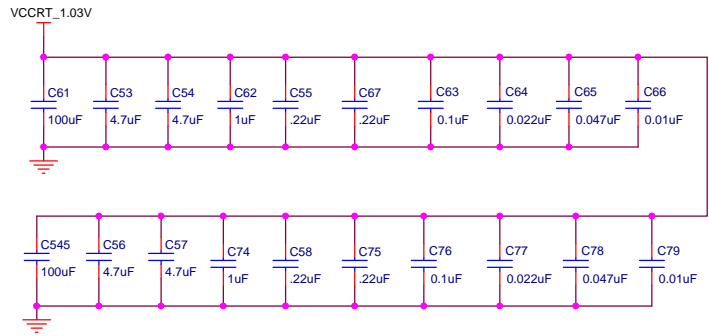 VCCRT_1.03V
C61 C53 C54 C62 C55 C67 C63 C64 C65 C66
100uF 4.7uF 4.7uF 1uF .22uF .22uF 0.1uF 0.022uF 0.047uF 0.01uF
C545 C56 C57 C74 C58 C75 C76 C77 C78 C79
100uF 4.7uF 4.7uF 1uF .22uF .22uF 0.1uF 0.022uF 0.047uF 0.01uF